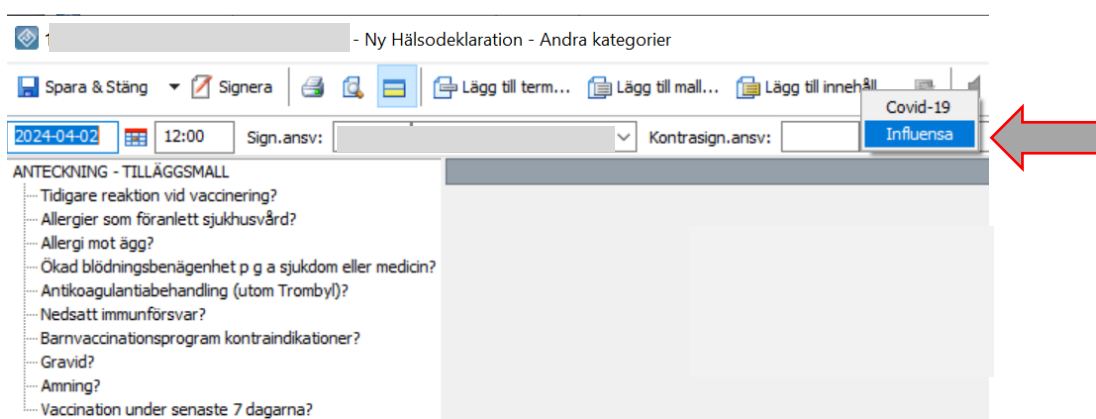 - Ny Hälsodeklaration - Andra kategorier
Spara & Stäng Signera Lägg till term... Lägg till mall... Lägg till innehåll
Covid-19
Influensa
2024-04-02 12:00 Sign.ansv: Kontrasign.ansv:
ANTECKNING - TILLÄGGSMALL
Tidigare reaktion vid vaccinering?
Allergier som föranlett sjukhusvård?
Allergi mot ägg?
Ökad blödningsbenägenhet p g a sjukdom eller medicin?
Antikoagulantiabehandling (utom Trombyl)?
Nedsatt immunförsvar?
Barnvaccinationsprogram kontraindikationer?
Gravid?
Amning?
Vaccination under senaste 7 dagarna?